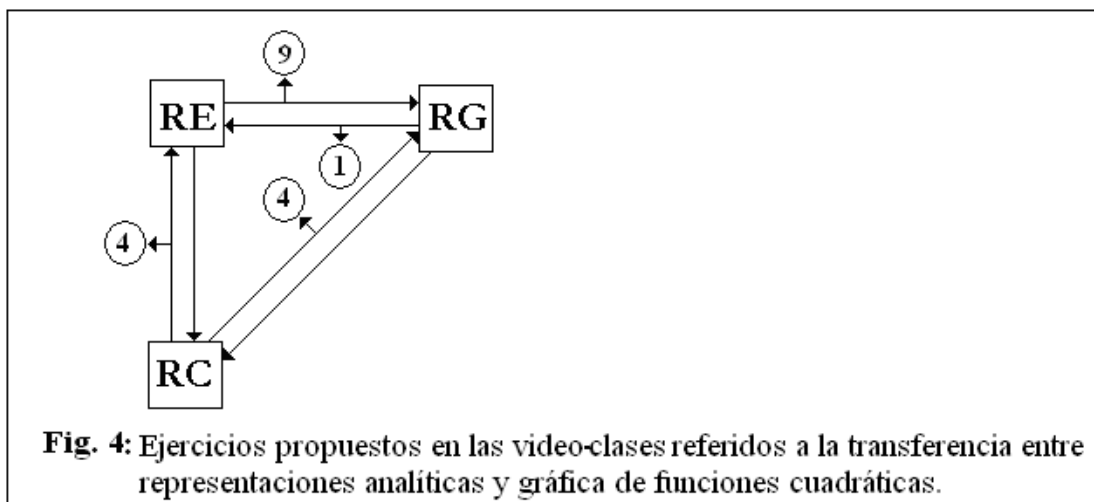 9
RE
RG
1
4
4
RC
Fig. 4: Ejercicios propuestos en las video-clases referidos a la transferencia entre
representaciones analíticas y gráfica de funciones cuadráticas.